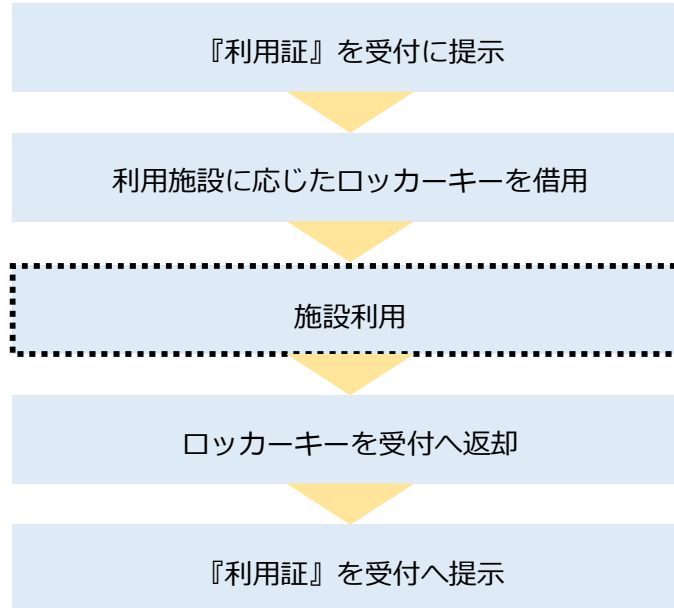 『利用証』を受付に提示
利用施設に応じたロッカーキーを借用
施設利用
ロッカーキーを受付へ返却
『利用証』を受付へ提示